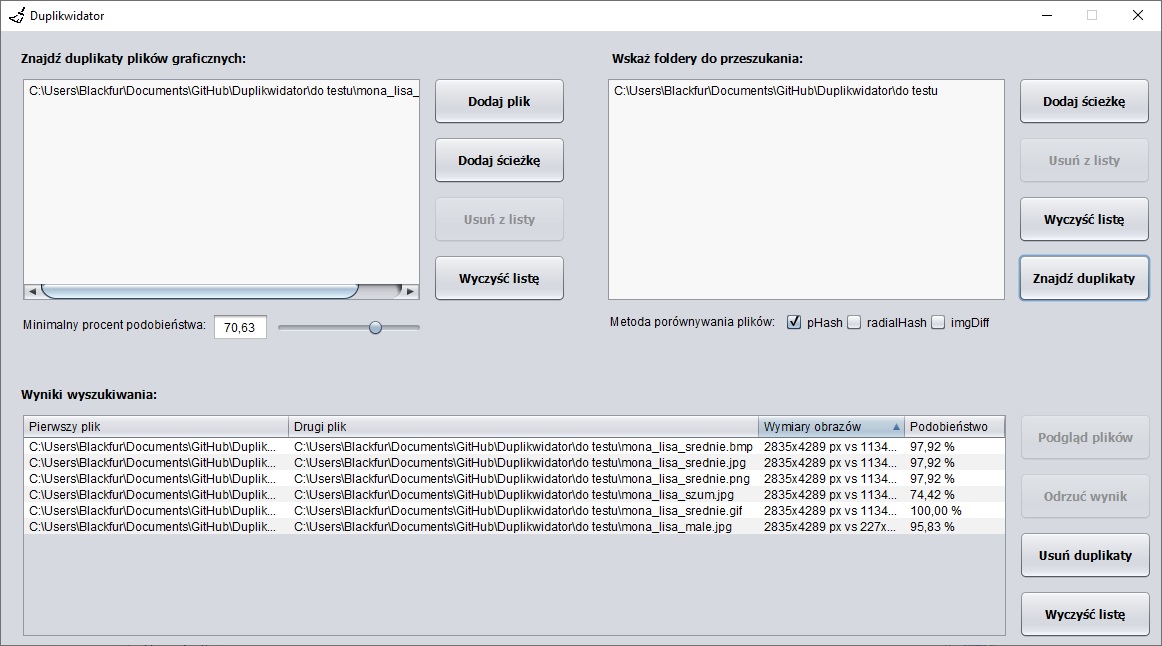 Duplikwidator
Znajdź duplikaty plików graficznych:
C:\Users\Blackfur\Documents\GitHub\Duplikwidator\do testu\mona_lisa_
Dodaj plik
Dodaj ścieżkę
Usuń z listy
Wyczyść listę
Minimalny procent podobieństwa: 70,63
Wskaż foldery do przeszukania:
C:\Users\Blackfur\Documents\GitHub\Duplikwidator\do testu
Dodaj ścieżkę
Usuń z listy
Wyczyść listę
Znajdź duplikaty
Metoda porównywania plików: pHash radialHash imgDiff
Wyniki wyszukiwania:
Pierwszy plik Drugi plik Wymiary obrazów Podobieństwo
C:\Users\Blackfur\Documents\GitHub\Duplik... C:\Users\Blackfur\Documents\GitHub\Duplikwidator\do testu\mona_lisa_srednie.bmp 2835x4289 px vs 1134... 97,92 %
C:\Users\Blackfur\Documents\GitHub\Duplik... C:\Users\Blackfur\Documents\GitHub\Duplikwidator\do testu\mona_lisa_srednie.jpg 2835x4289 px vs 1134... 97,92 %
C:\Users\Blackfur\Documents\GitHub\Duplik... C:\Users\Blackfur\Documents\GitHub\Duplikwidator\do testu\mona_lisa_srednie.png 2835x4289 px vs 1134... 97,92 %
C:\Users\Blackfur\Documents\GitHub\Duplik... C:\Users\Blackfur\Documents\GitHub\Duplikwidator\do testu\mona_lisa_szum.jpg 2835x4289 px vs 1134... 74,42 %
C:\Users\Blackfur\Documents\GitHub\Duplik... C:\Users\Blackfur\Documents\GitHub\Duplikwidator\do testu\mona_lisa_srednie.gif 2835x4289 px vs 1134... 100,00 %
C:\Users\Blackfur\Documents\GitHub\Duplik... C:\Users\Blackfur\Documents\GitHub\Duplikwidator\do testu\mona_lisa_male.jpg 2835x4289 px vs 227x... 95,83 %
Podgląd plików
Odrzuć wynik
Usuń duplikaty
Wyczyść listę